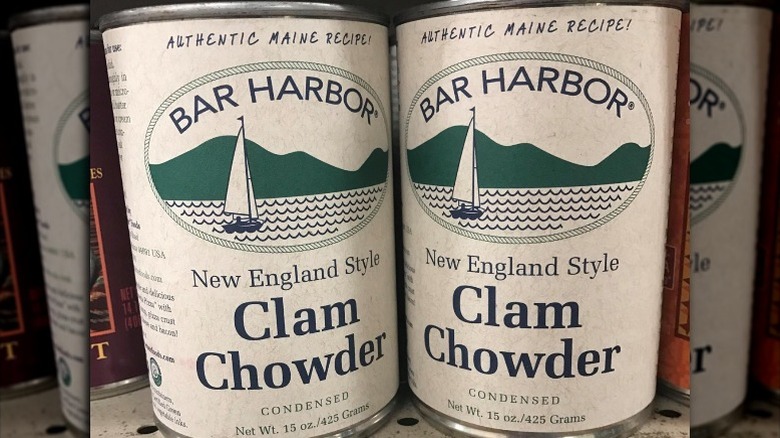 AUTHENTIC MAINE RECIPE!
BAR HARBOR®
New England Style
Clam
Chowder
CONDENSED
Net Wt. 15 oz./425 Grams
AUTHENTIC MAINE RECIPE!
BAR HARBOR®
New England Style
Clam
Chowder
CONDENSED
Net Wt. 15 oz./425 Grams